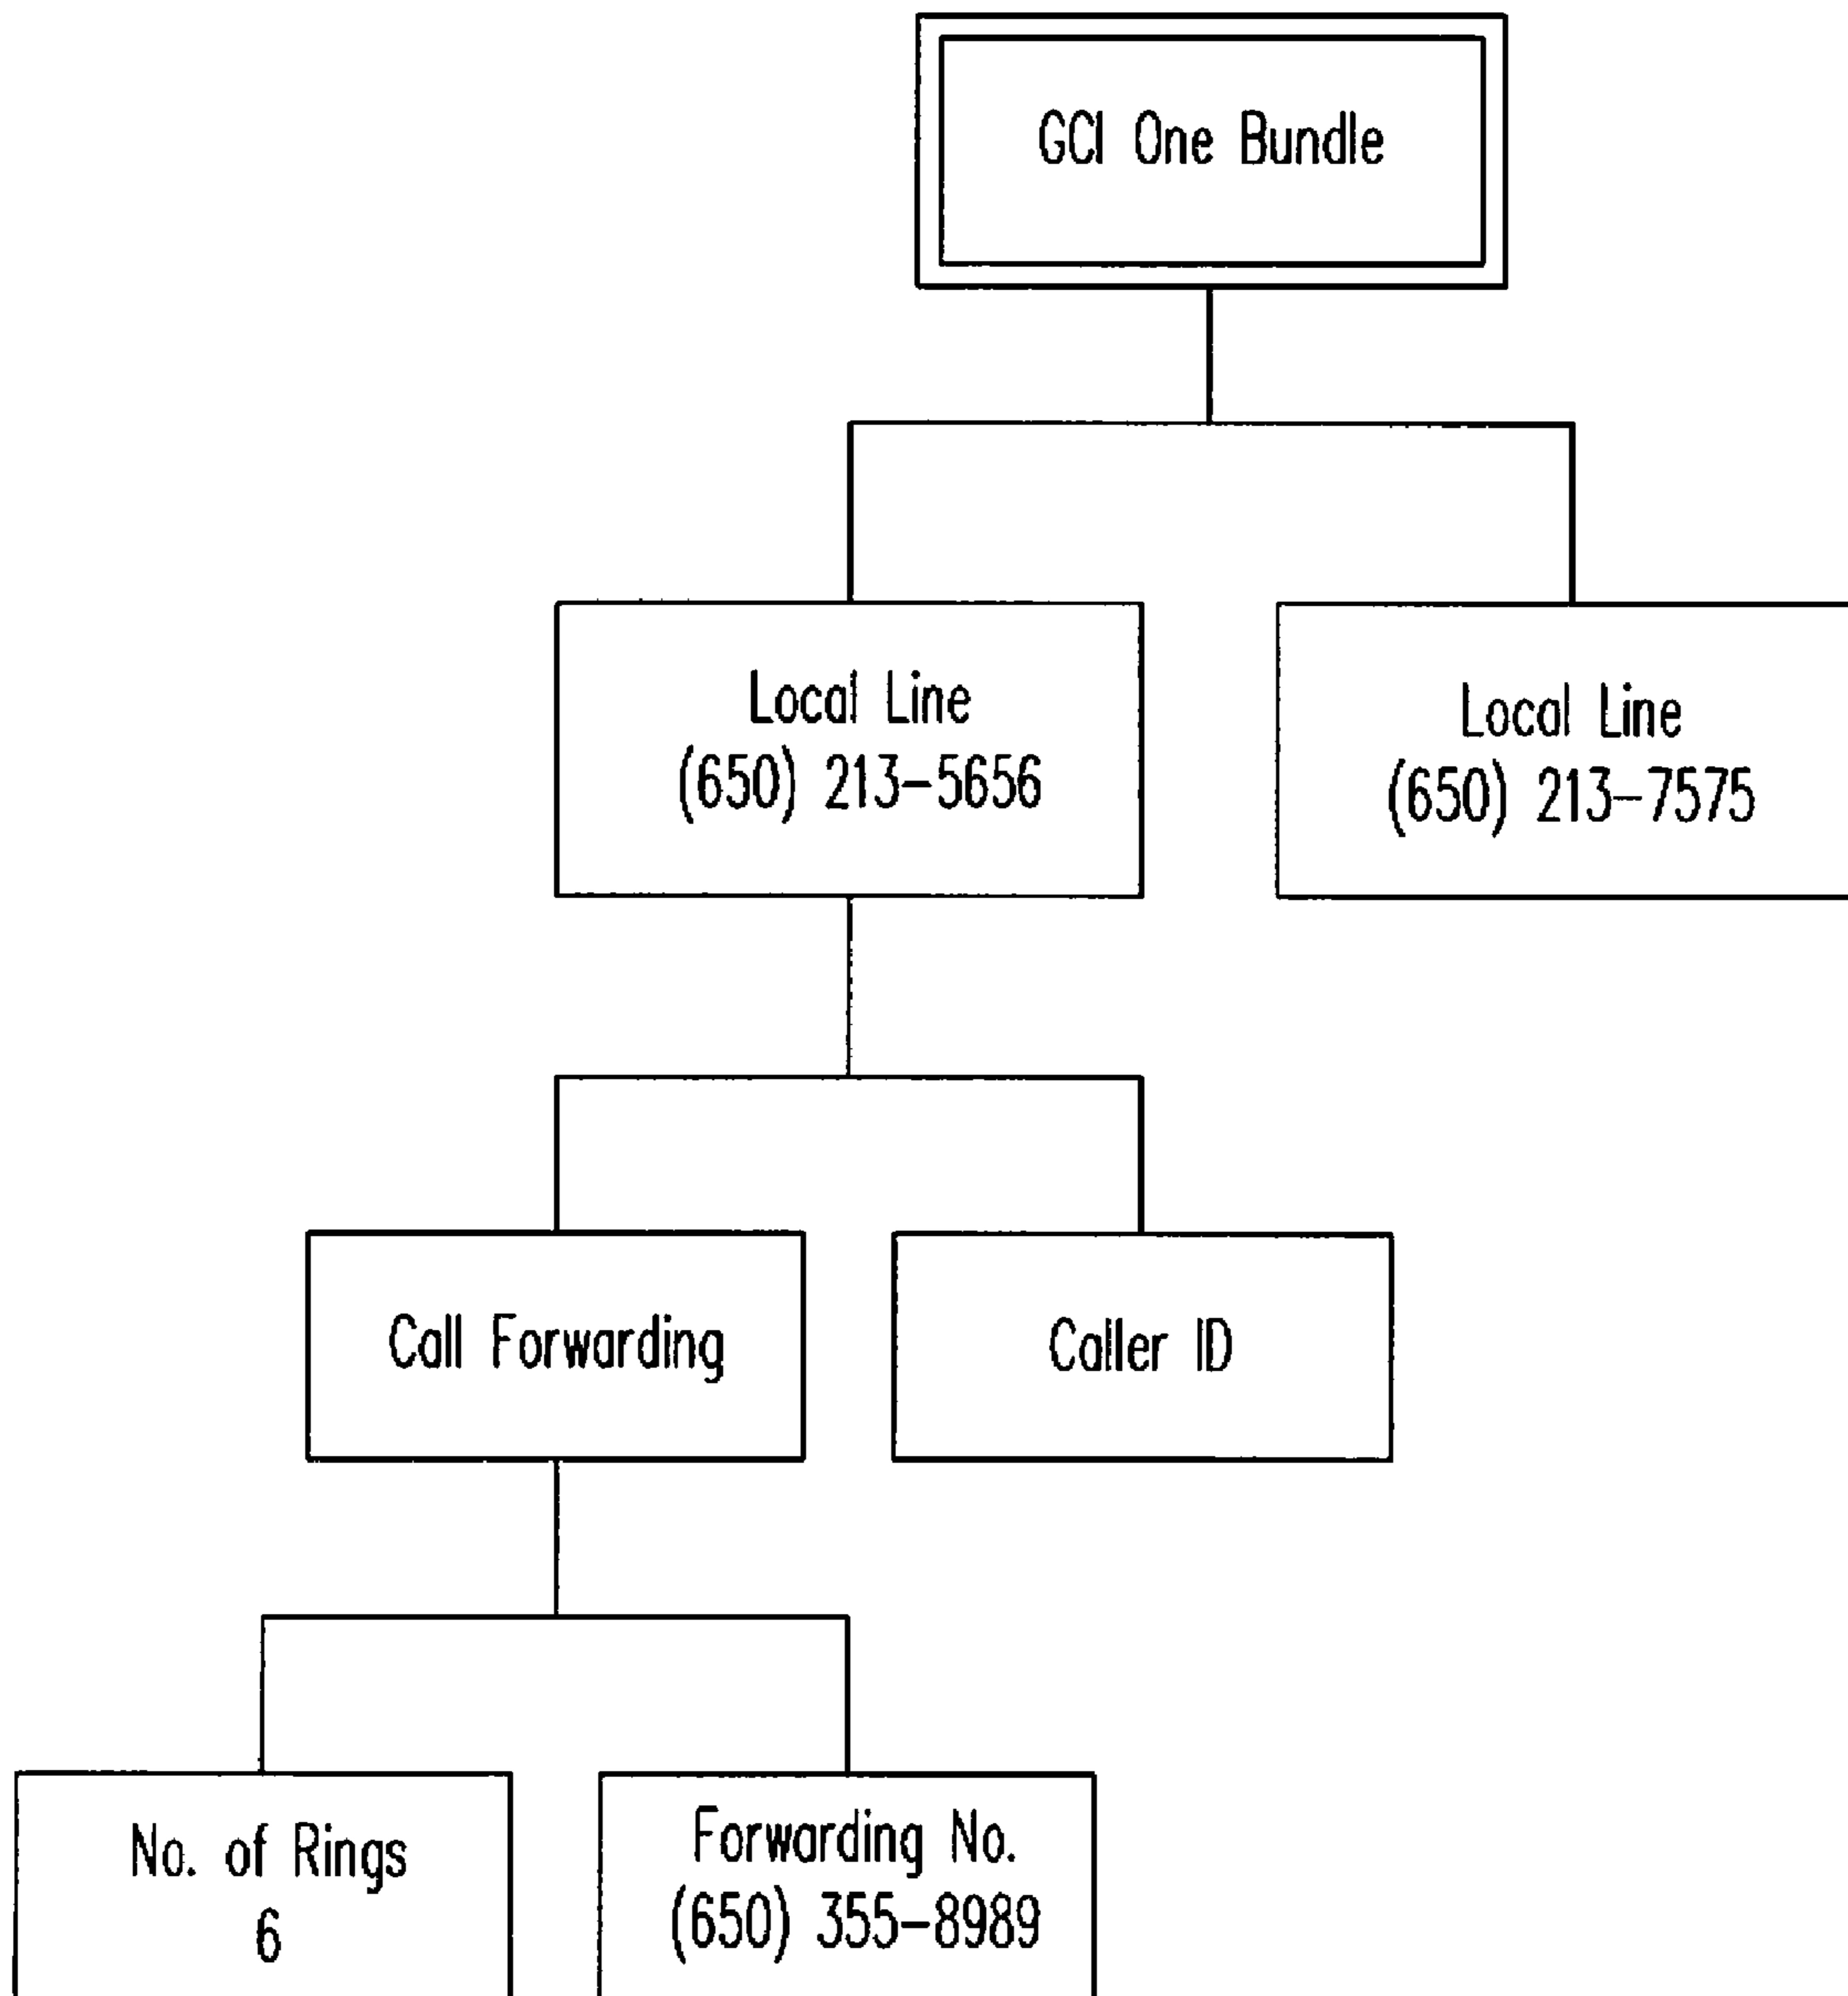 GCI One Bundle
Local Line
(650) 213-5656
Local Line
(650) 213-7575
Call Forwarding
Caller ID
No. of Rings
6
Forwarding No.
(650) 355-8989